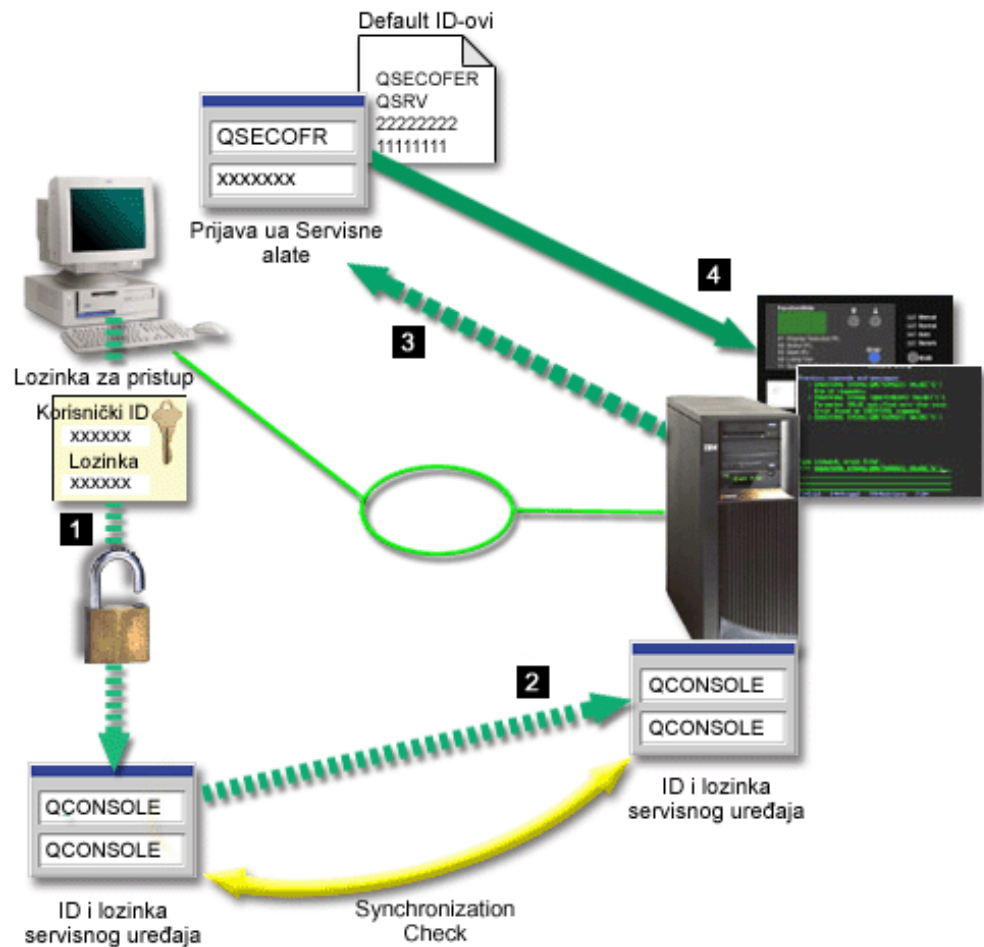 Default ID-ovi
QSECOFER
QSRV
22222222
11111111
QSECOFR
xxxxxxx
Prijava ua Servisne
alate
4
3
Lozinka za pristup
Korisnički ID
xxxxxx
Lozinka
xxxxxx
1
IBM
2
QCONSOLE
QCONSOLE
ID i lozinka
servisnog uređaja
QCONSOLE
QCONSOLE
ID i lozinka
servisnog uređaja
Synchronization
Check